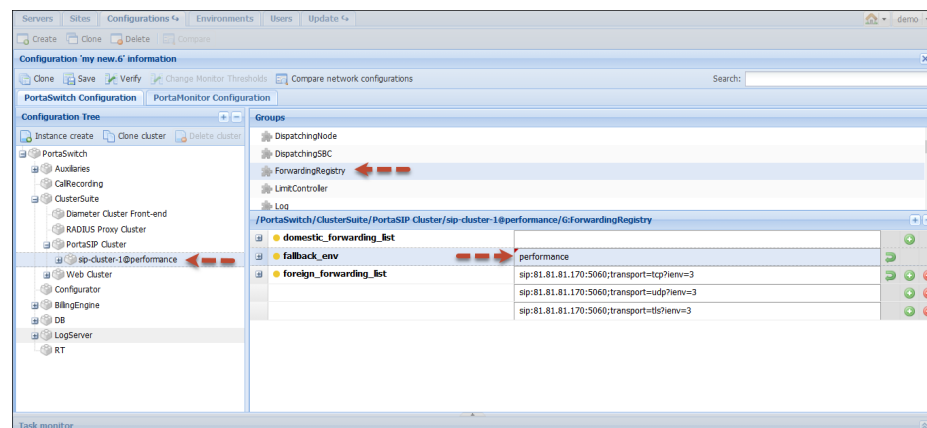 Servers Sites Configurations Environments Users Update demo
Create Clone Delete Compare
Configuration 'my new.6' information
Clone Save Verify Change Monitor Thresholds Compare network configurations Search:
PortaSwitch Configuration PortaMonitor Configuration
Configuration Tree
Instance create Clone cluster Delete cluster
PortaSwitch
Auxiliaries
CallRecording
ClusterSuite
Diameter Cluster Front-end
RADIUS Proxy Cluster
PortaSIP Cluster
sip-cluster-1@performance
Web Cluster
Configurator
BillingEngine
DB
LogServer
RT
Groups
DispatchingNode
DispatchingSBC
ForwardingRegistry
LimitController
Log
/PortaSwitch/ClusterSuite/PortaSIP Cluster/sip-cluster-1@performance/G:ForwardingRegistry
domestic_forwarding_list
fallback_env performance
foreign_forwarding_list sip:81.81.81.170:5060;transport=tcp?ienv=3
sip:81.81.81.170:5060;transport=udp?ienv=3
sip:81.81.81.170:5060;transport=tls?ienv=3
Task monitor